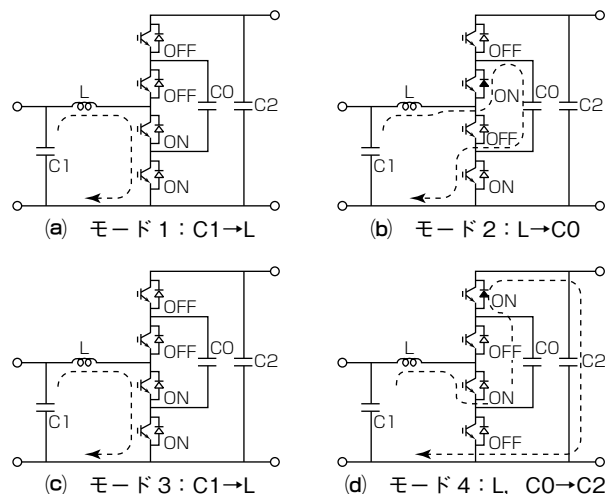 OFF
L
OFF
C0
C2
ON
C1
ON
(a) モード1：C1→L
OFF
L
ON
C0
C2
OFF
C1
ON
(b) モード2：L→C0
OFF
L
OFF
C0
C2
ON
C1
ON
(c) モード3：C1→L
ON
L
OFF
C0
C2
ON
C1
OFF
(d) モード4：L，C0→C2